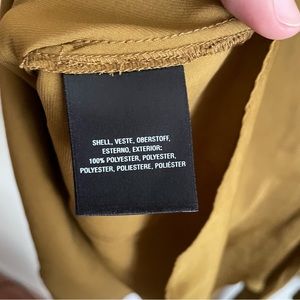 SHELL, VESTE, OBERSTOFF,
ESTERNO, EXTERIOR:
100% POLYESTER, POLYESTER,
POLYESTER, POLIESTERE, POLIÉSTER